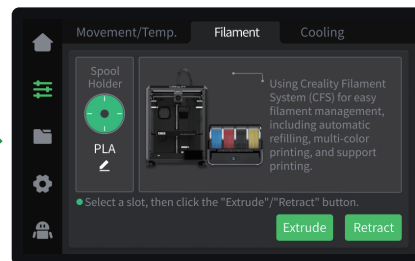 Movement/Temp. Filament Cooling
Spool
Holder
PLA
Using Creality Filament
System (CFS) for easy
filament management,
including automatic
refilling, multi-color
printing, and support
printing.
Select a slot, then click the "Extrude"/"Retract" button.
Extrude Retract